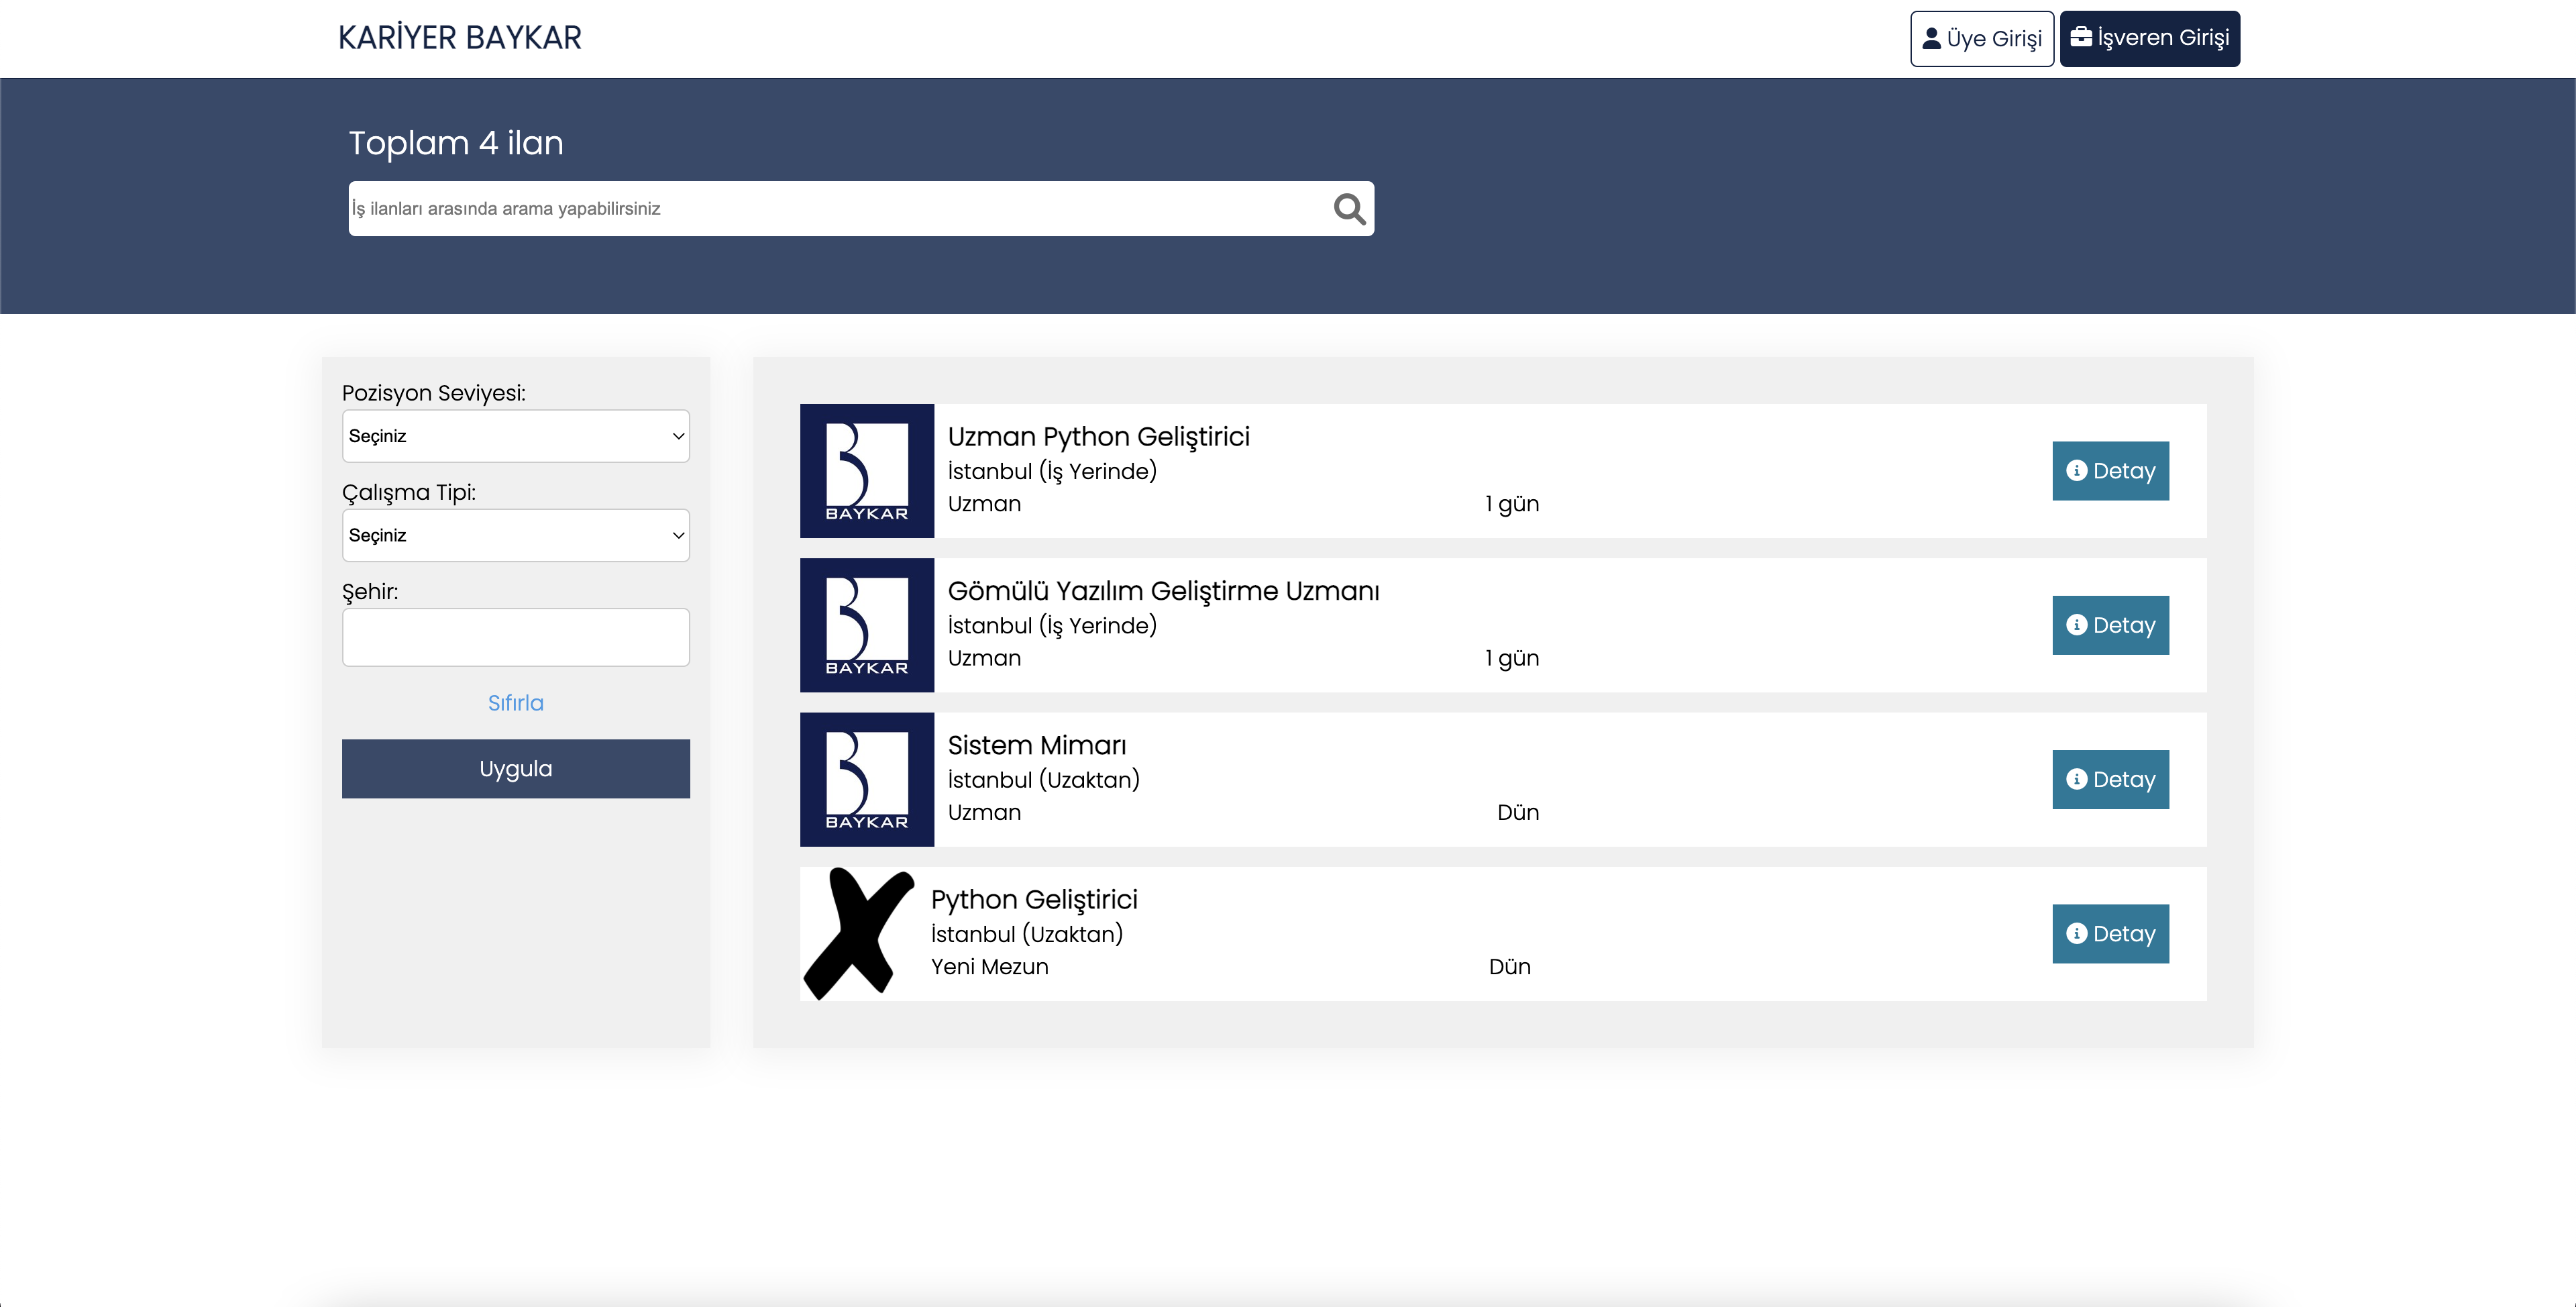 KARİYER BAYKAR
Üye Girişi
İşveren Girişi
Toplam 4 ilan
İş ilanları arasında arama yapabilirsiniz
Pozisyon Seviyesi:
Seçiniz
Çalışma Tipi:
Seçiniz
Şehir:
Sıfırla
Uygula
BAYKAR
Uzman Python Geliştirici
İstanbul (İş Yerinde)
Uzman
1 gün
Detay
BAYKAR
Gömülü Yazılım Geliştirme Uzmanı
İstanbul (İş Yerinde)
Uzman
1 gün
Detay
BAYKAR
Sistem Mimarı
İstanbul (Uzaktan)
Uzman
Dün
Detay
Python Geliştirici
İstanbul (Uzaktan)
Yeni Mezun
Dün
Detay